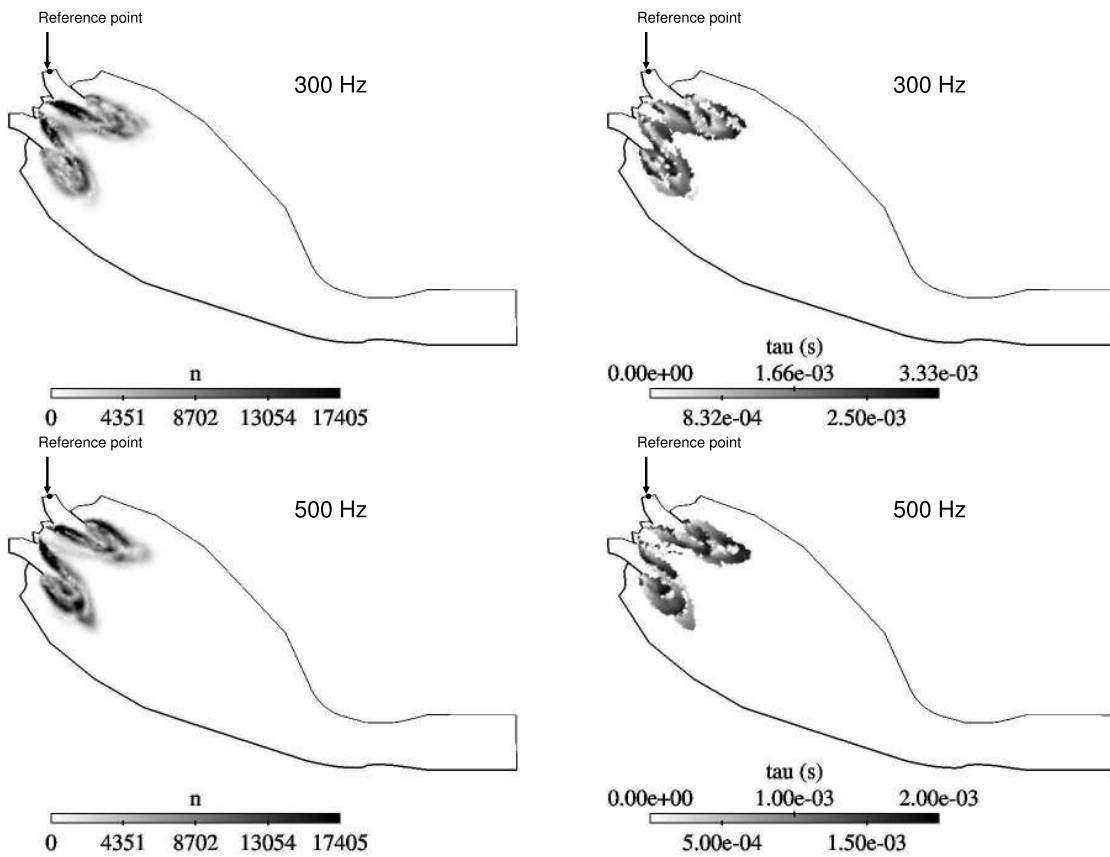 Reference point
Reference point
300 Hz
300 Hz
n
0 4351 8702 13054 17405
tau (s)
0.00e+00 1.66e-03 3.33e-03
8.32e-04 2.50e-03
Reference point
Reference point
500 Hz
500 Hz
n
0 4351 8702 13054 17405
tau (s)
0.00e+00 1.00e-03 2.00e-03
5.00e-04 1.50e-03